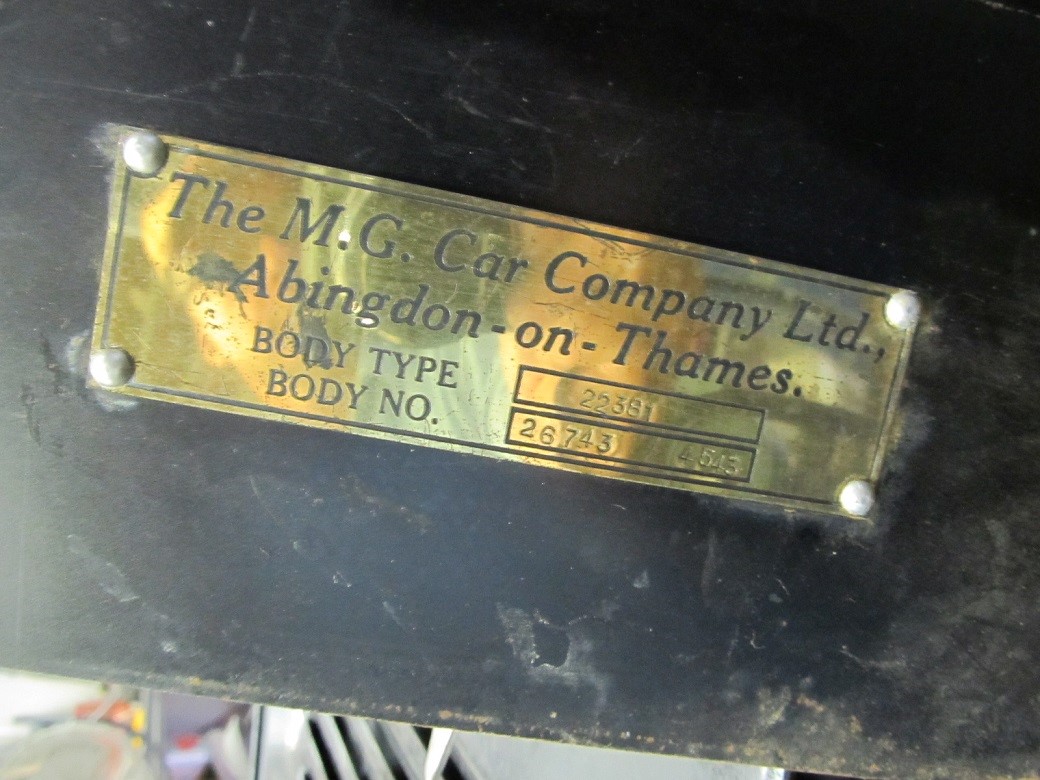 The M.G. Car Company Ltd.,
Abingdon-on-Thames.
BODY TYPE 22381
BODY NO. 26743 4543